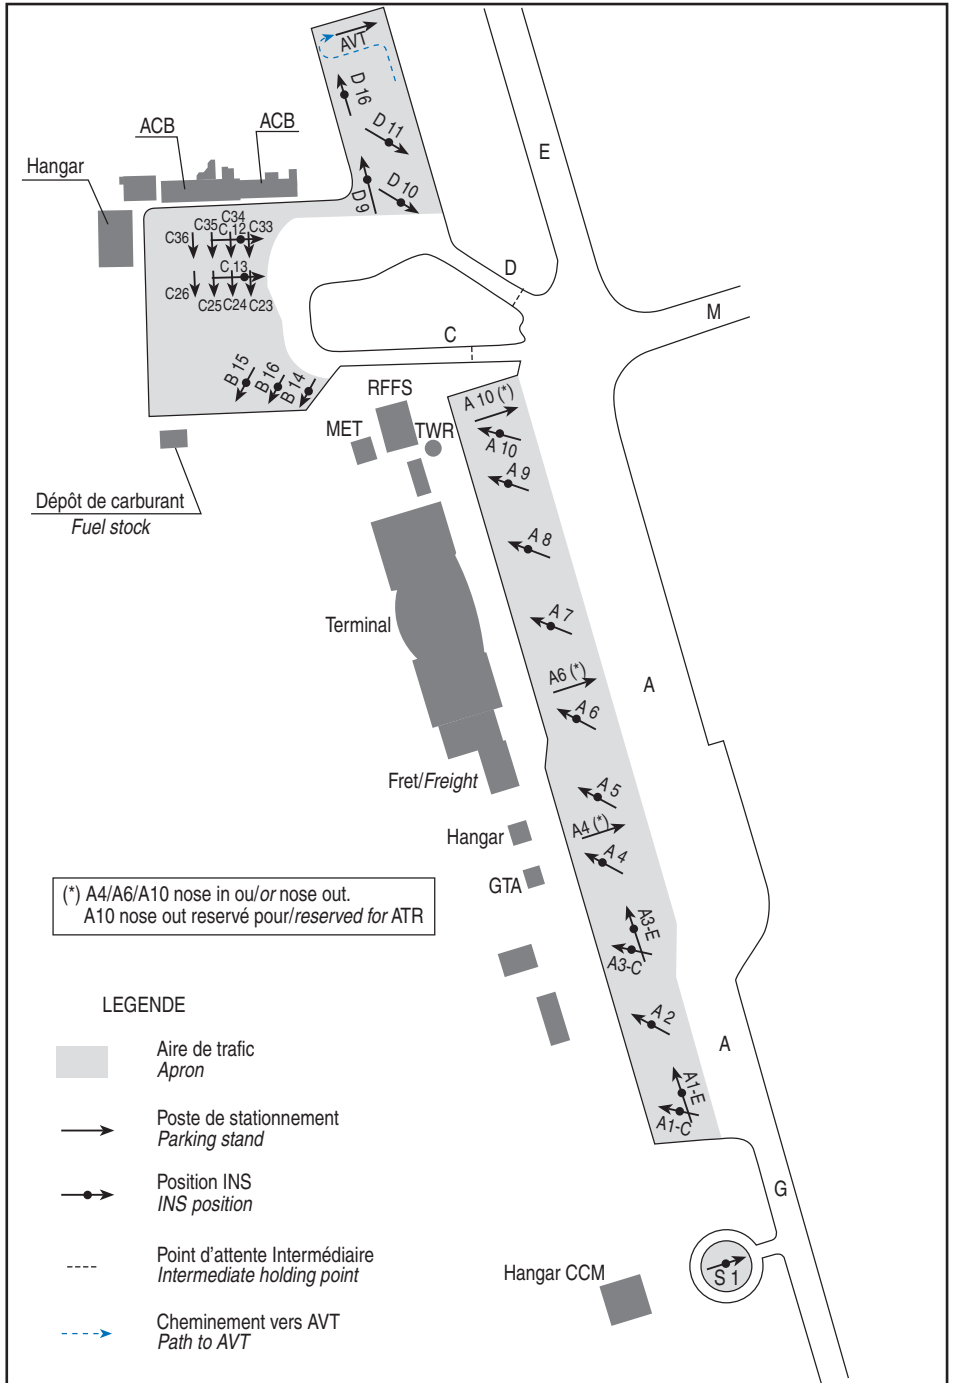 AVT
D 16
D 11
E
ACB
ACB
Hangar
D 9
D 10
C34
C35
C 12
C33
C36
C 13
C26
C25
C24
C23
D
M
C
B 15
B 16
B 14
RFFS
MET
TWR
A 10 (*)
A 10
A 9
Dépôt de carburant
Fuel stock
A 8
Terminal
A 7
A6 (*)
A 6
A
Fret/Freight
A 5
Hangar
A4 (*)
A 4
GTA
(*) A4/A6/A10 nose in ou/or nose out.
A10 nose out reservé pour/reserved for ATR
A3-E
A3-C
A 2
A
A1-E
A1-C
G
S 1
Hangar CCM
LEGENDE
Aire de trafic
Apron
Poste de stationnement
Parking stand
Position INS
INS position
Point d'attente Intermédiaire
Intermediate holding point
Cheminement vers AVT
Path to AVT